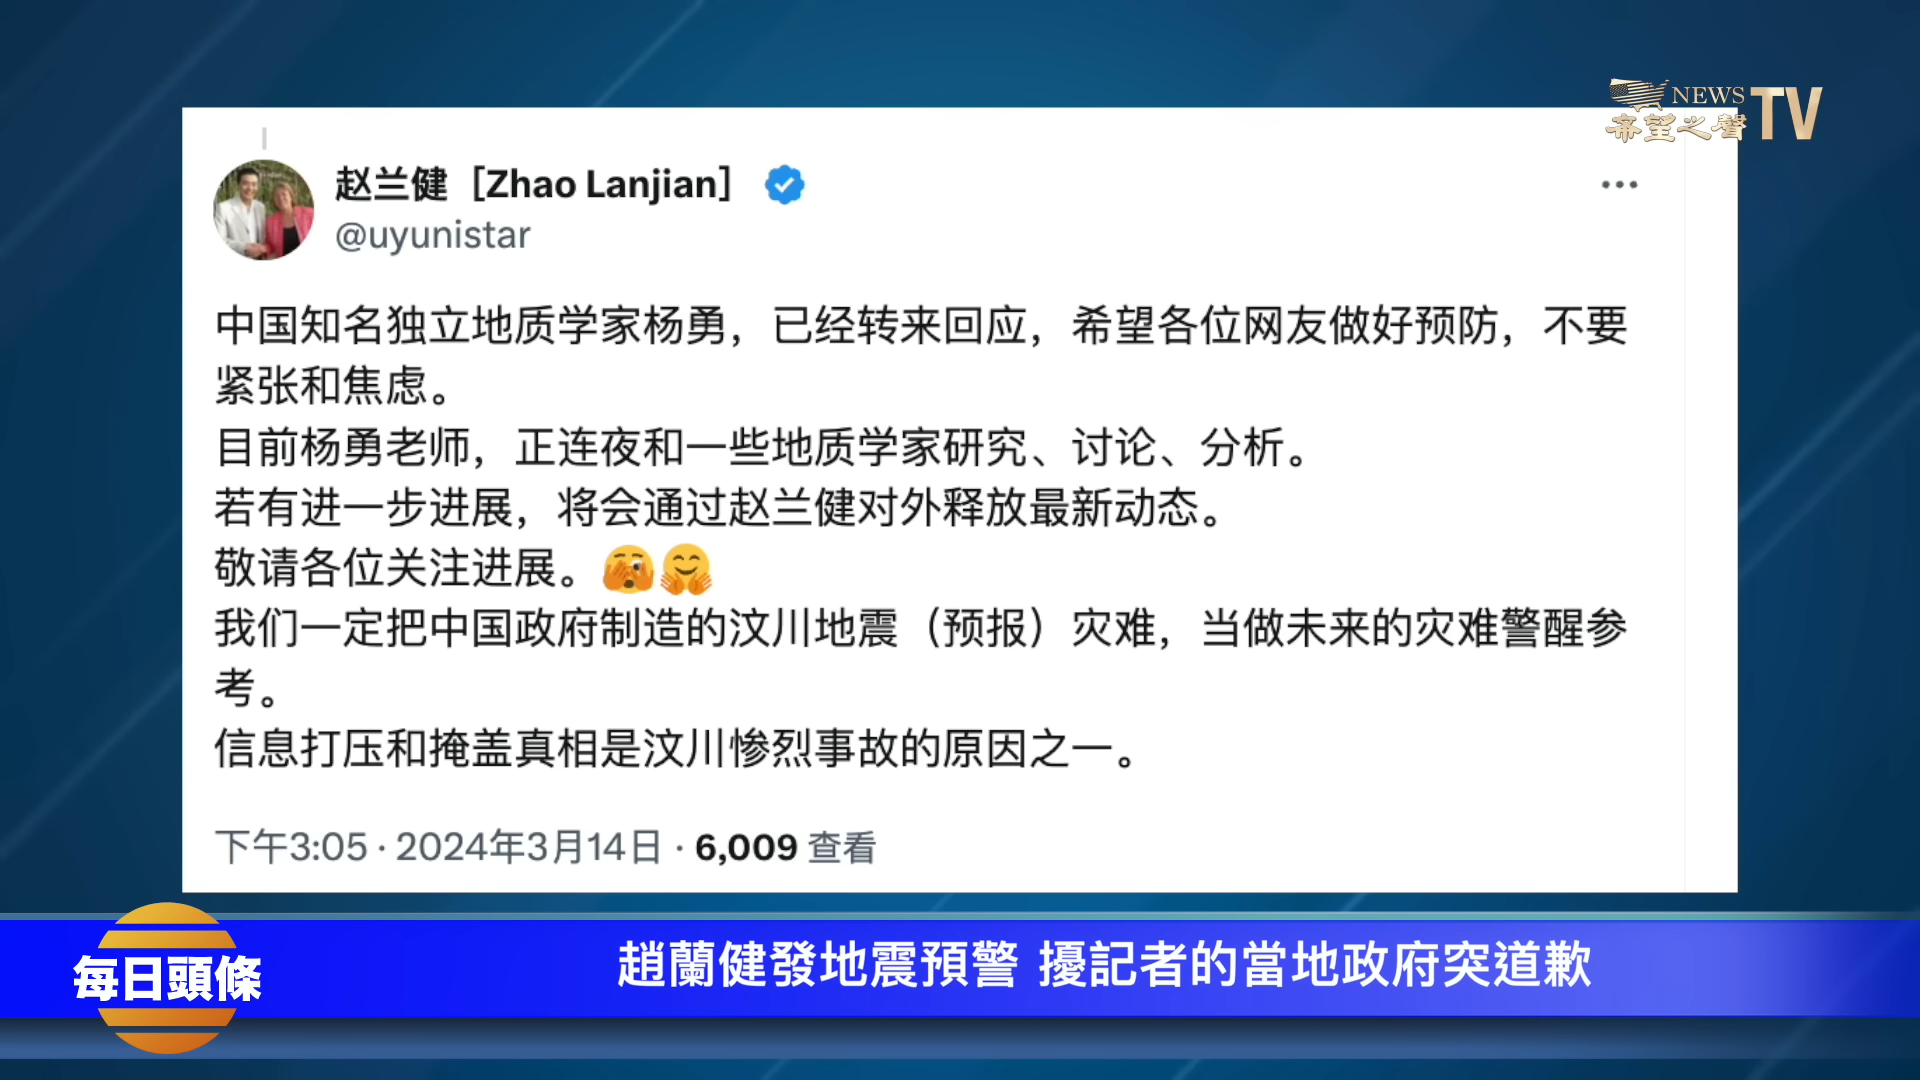 NEWS
希望之聲 TV
赵兰健［Zhao Lanjian］
@uyunistar
中国知名独立地质学家杨勇，已经转来回应，希望各位网友做好预防，不要
紧张和焦虑。
目前杨勇老师，正连夜和一些地质学家研究、讨论、分析。
若有进一步进展，将会通过赵兰健对外释放最新动态。
敬请各位关注进展。🫣🤗
我们一定把中国政府制造的汶川地震（预报）灾难，当做未来的灾难警醒参
考。
信息打压和掩盖真相是汶川惨烈事故的原因之一。
下午3:05 · 2024年3月14日 · 6,009 查看
趙蘭健發地震預警 擾記者的當地政府突道歉
每日頭條